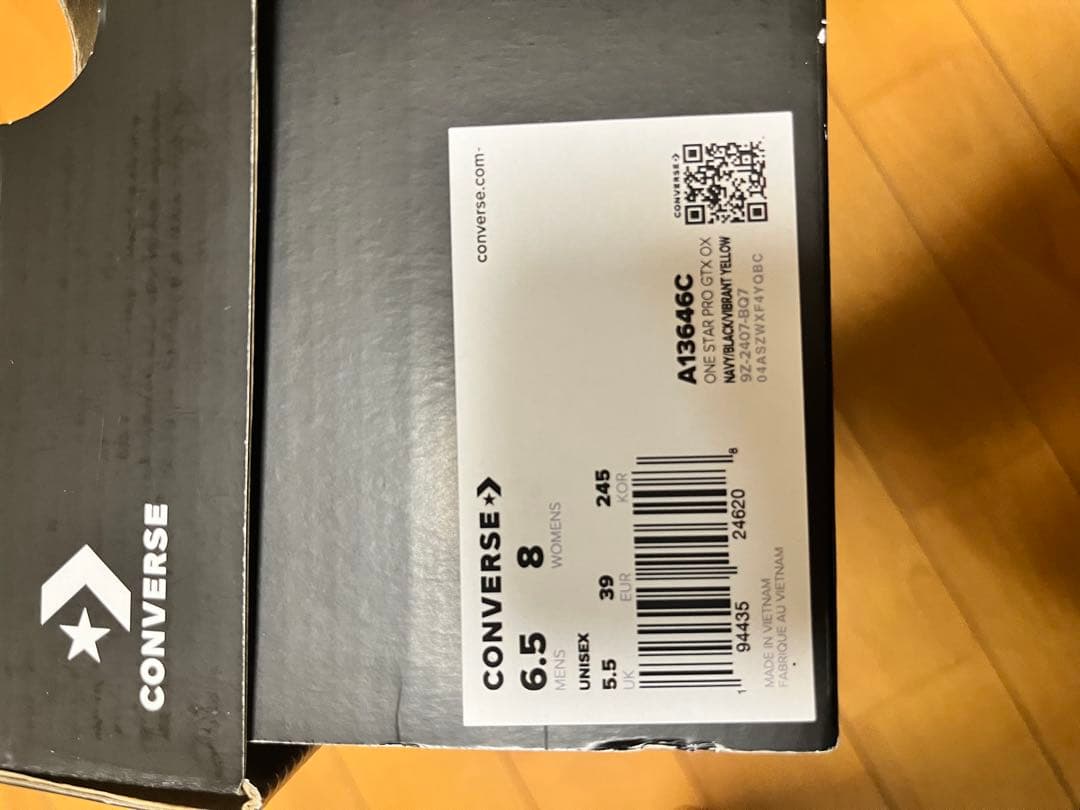 CONVERSE
CONVERSE
converse.com
6.5 8
MENS WOMENS
UNISEX
5.5 39 245
UK EUR KOR
1 94435 24620 8
MADE IN VIETNAM
FABRIQUE AU VIETNAM
CONVERSE
A13646C
ONE STAR PRO GTX OX
NAVY/BLACK/VIBRANT YELLOW
9Z-2407-BQ7
04ASZWXF4YQBC